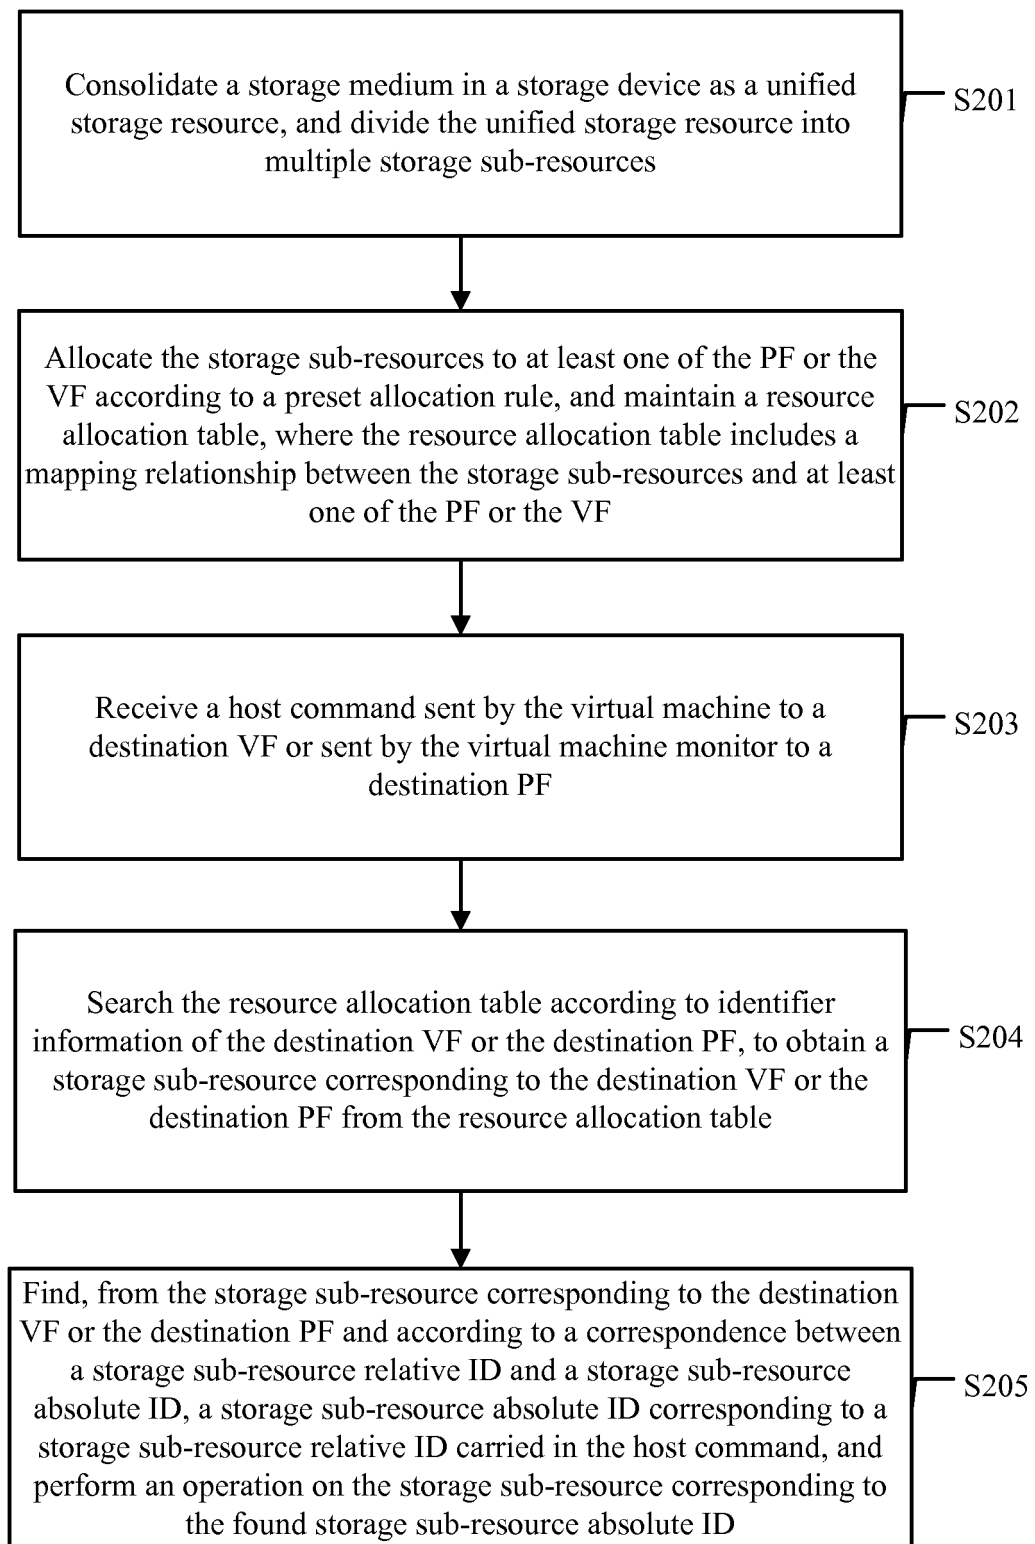 Consolidate a storage medium in a storage device as a unified
storage resource, and divide the unified storage resource into
multiple storage sub-resources
S201
Allocate the storage sub-resources to at least one of the PF or the
VF according to a preset allocation rule, and maintain a resource
allocation table, where the resource allocation table includes a
mapping relationship between the storage sub-resources and at least
one of the PF or the VF
S202
Receive a host command sent by the virtual machine to a
destination VF or sent by the virtual machine monitor to a
destination PF
S203
Search the resource allocation table according to identifier
information of the destination VF or the destination PF, to obtain a
storage sub-resource corresponding to the destination VF or the
destination PF from the resource allocation table
S204
Find, from the storage sub-resource corresponding to the destination
VF or the destination PF and according to a correspondence between
a storage sub-resource relative ID and a storage sub-resource
absolute ID, a storage sub-resource absolute ID corresponding to a
storage sub-resource relative ID carried in the host command, and
perform an operation on the storage sub-resource corresponding to
the found storage sub-resource absolute ID
S205